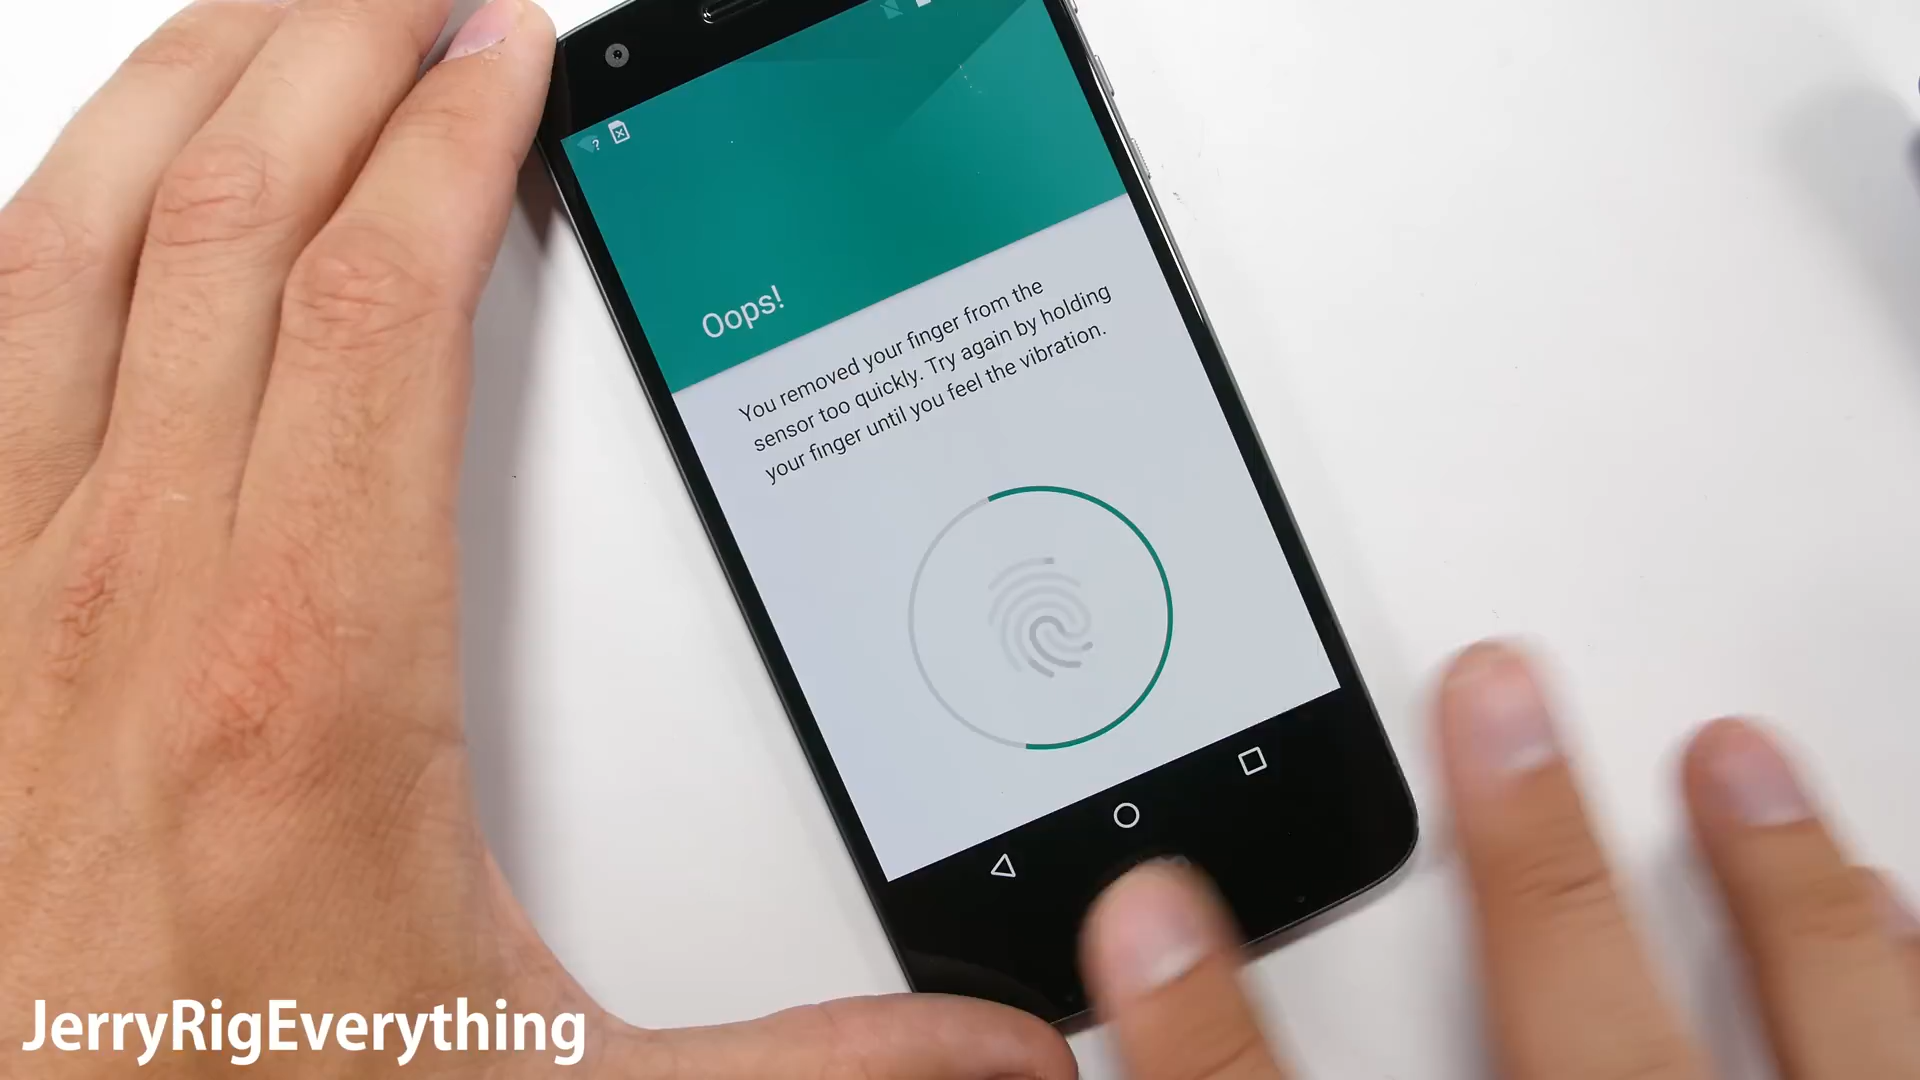 ?
Oops!
You removed your finger from the
sensor too quickly. Try again by holding
your finger until you feel the vibration.
JerryRigEverything